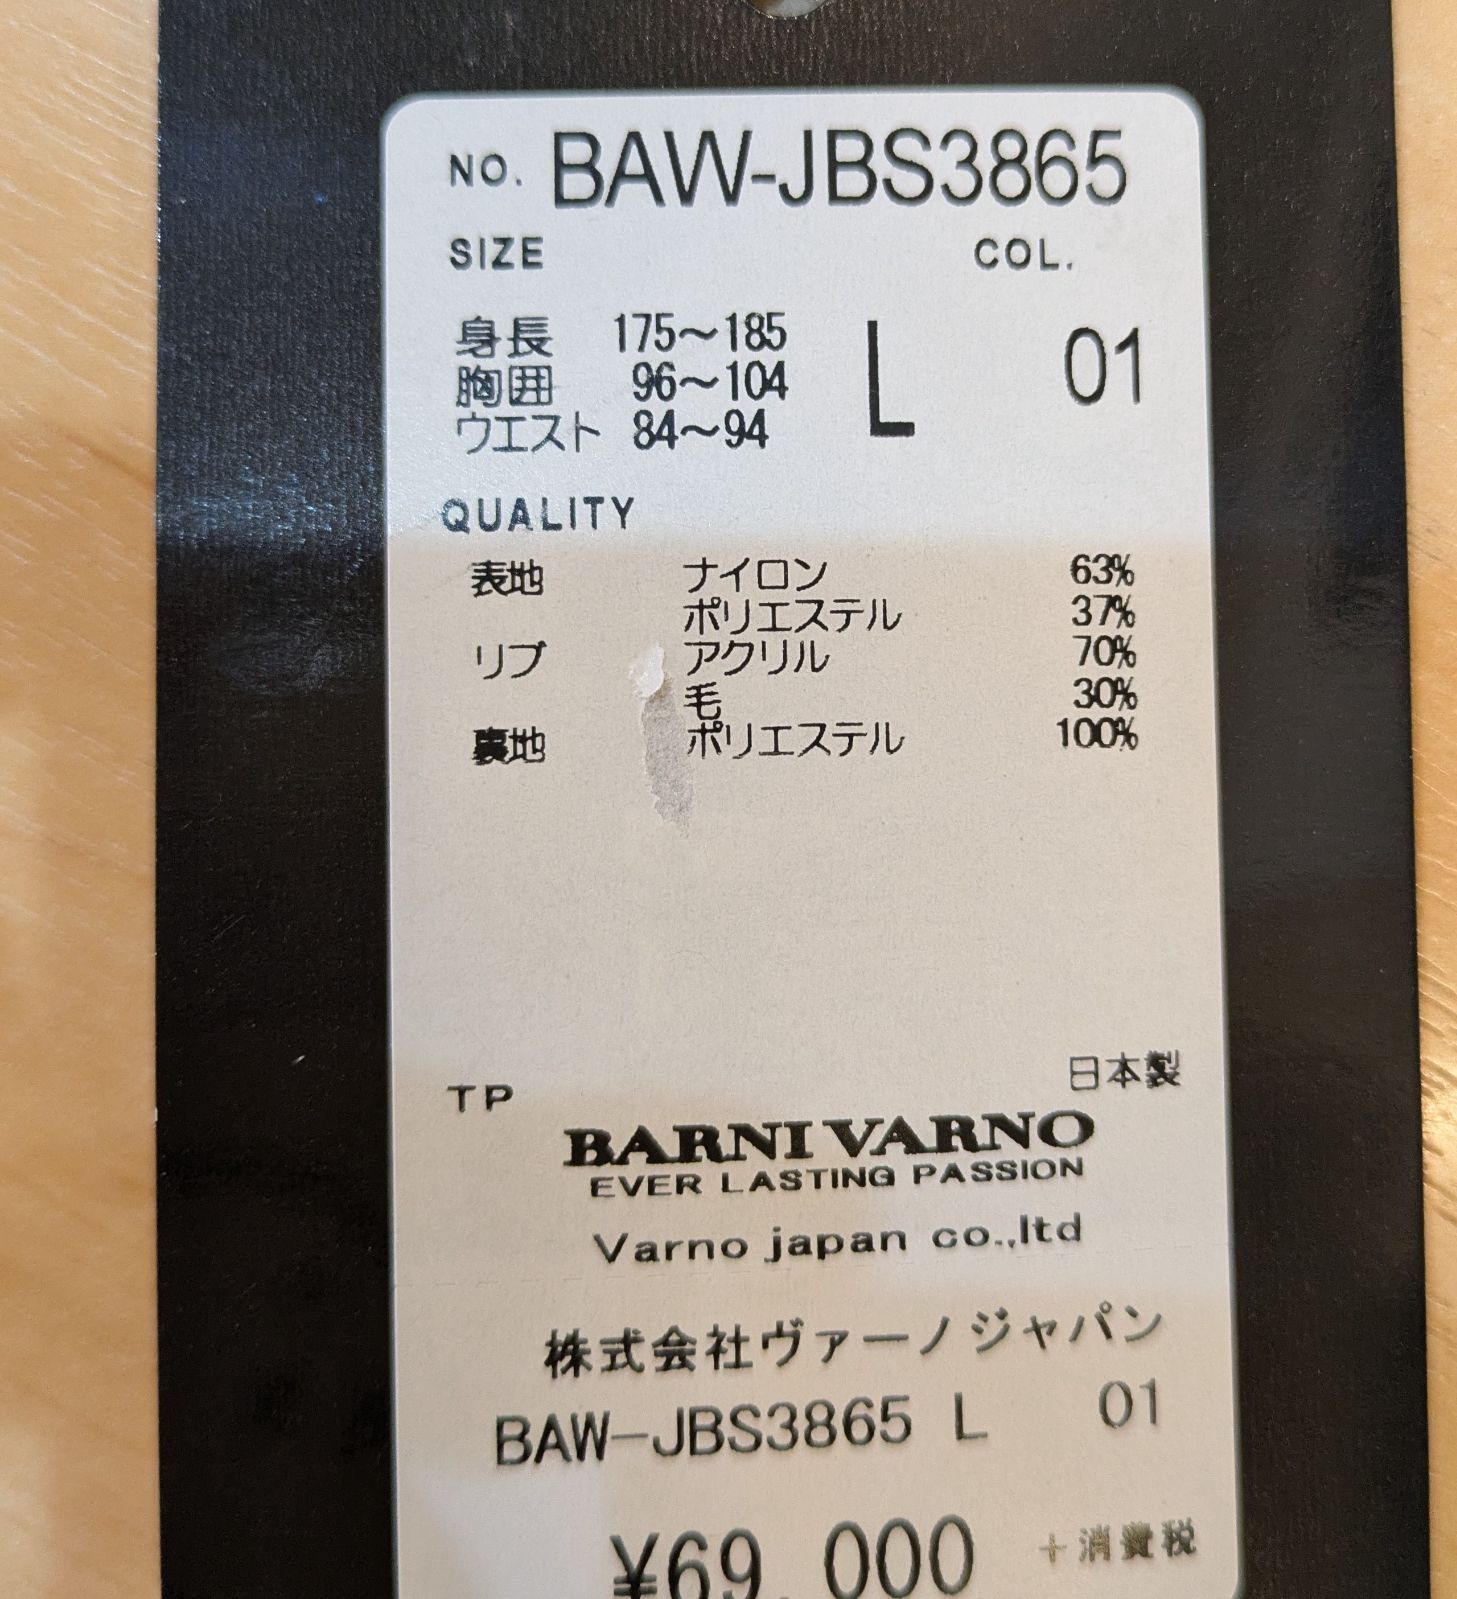 NO. BAW-JBS3865
SIZE COL.
身長 175～185 L 01
胸囲 96～104
ウエスト 84～94
QUALITY
表地 ナイロン 63%
ポリエステル 37%
リブ アクリル 70%
毛 30%
裏地 ポリエステル 100%
日本製
TP
BARNI VARNO
EVER LASTING PASSION
Varno japan co.,ltd
株式会社ヴァーノジャパン
BAW-JBS3865 L 01
¥69,000 +消費税